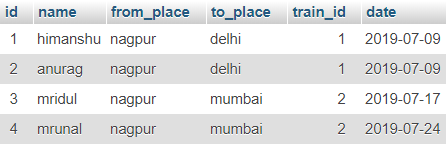 id name from_place to_place train_id date
1 himanshu nagpur delhi 1 2019-07-09
2 anurag nagpur delhi 1 2019-07-09
3 mridul nagpur mumbai 2 2019-07-17
4 mrunal nagpur mumbai 2 2019-07-24